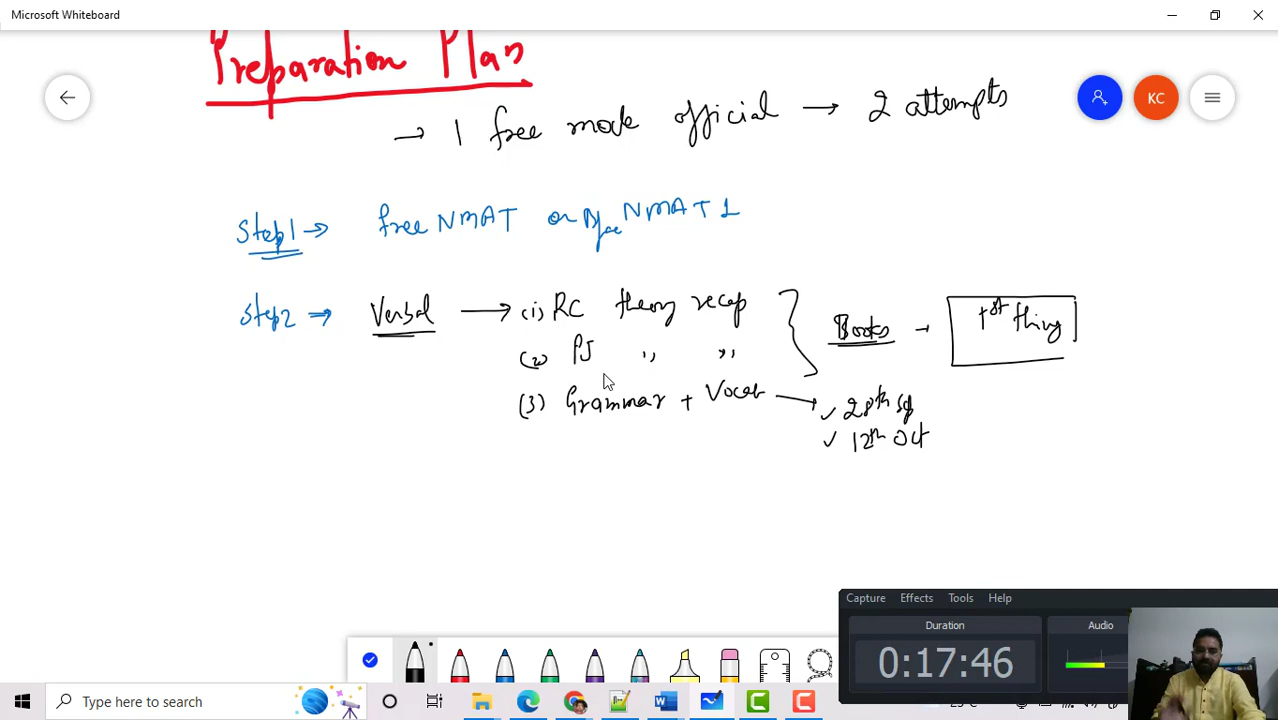 Microsoft Whiteboard
Preparation Plan
→ 1 free mock official → 2 attempts
KC
Step1 → free NMAT or NMAT 1
Step2 → Verbal → (1) RC theory recap
Books → 1st thing
(2) PJ " "
(3) Grammar + Vocab → ✓ 28th Sep
✓ 12th Oct
Capture Effects Tools Help
Duration Audio
0:17:46
Type here to search